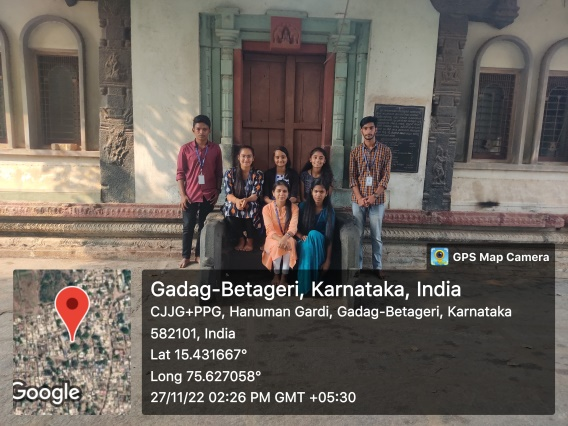 GPS Map Camera
Gadag-Betageri, Karnataka, India
CJJG+PPG, Hanuman Gardi, Gadag-Betageri, Karnataka
582101, India
Lat 15.431667°
Long 75.627058°
27/11/22 02:26 PM GMT +05:30
Google